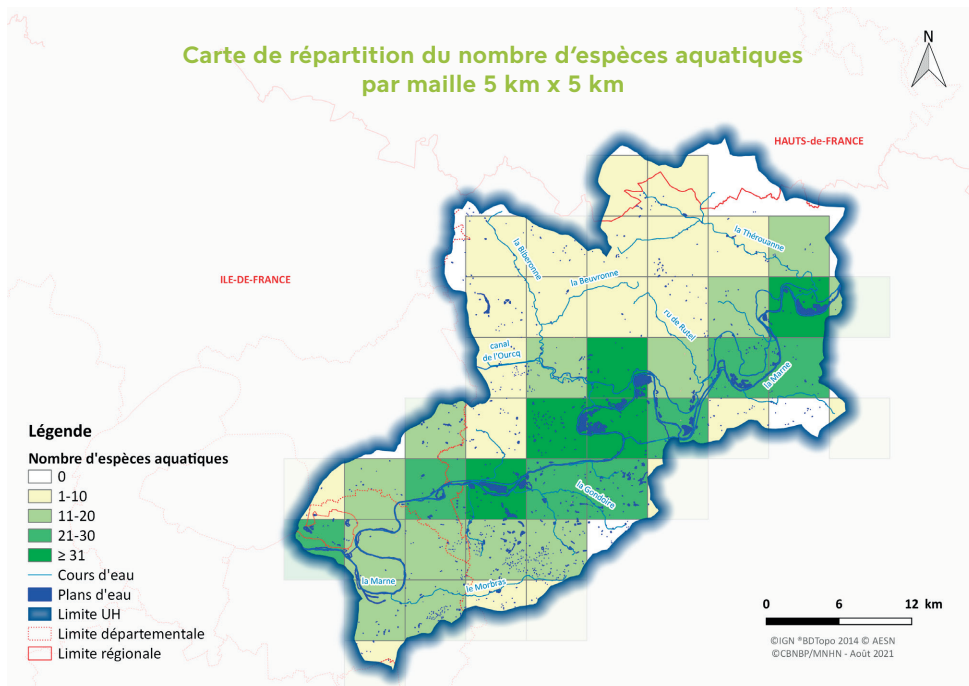 Carte de répartition du nombre d'espèces aquatiques
par maille 5 km x 5 km
N
HAUTS-de-FRANCE
ILE-DE-FRANCE
la Thérouanne
la Biberonne
la Beuvronne
ru de Rutel
canal
de l'Ourcq
la Marne
la Gondoire
la Marne
le Morbras
Légende
Nombre d'espèces aquatiques
0
1-10
11-20
21-30
≥ 31
Cours d'eau
Plans d'eau
Limite UH
Limite départementale
Limite régionale
0 6 12 km
©IGN ®BDTopo 2014 © AESN
©CBNBP/MNHN - Août 2021